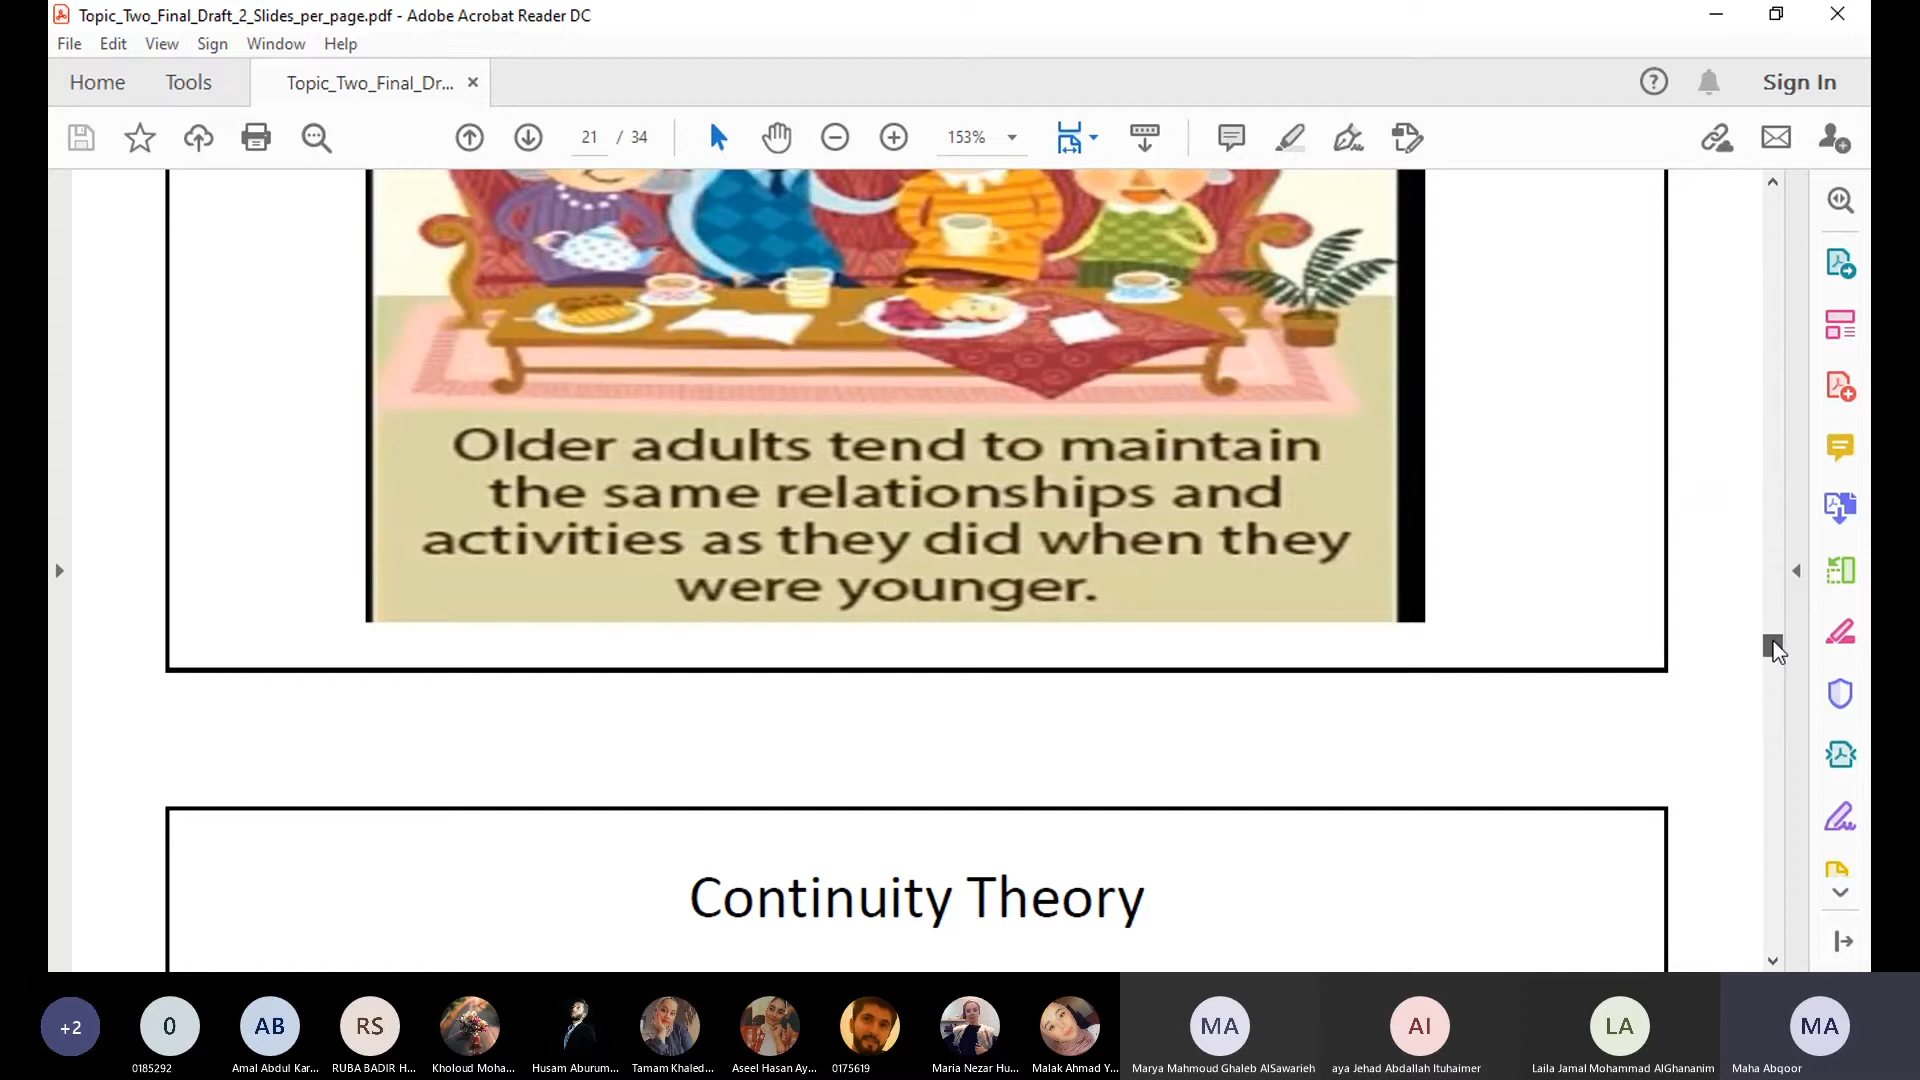 Topic_Two_Final_Draft_2_Slides_per_page.pdf - Adobe Acrobat Reader DC
File Edit View Sign Window Help
Home Tools Topic_Two_Final_Dr... × Sign In
21 / 34 153%
Older adults tend to maintain
the same relationships and
activities as they did when they
were younger.
Continuity Theory
+2 0 AB RS MA AI LA MA
0185292 Amal Abdul Kar... RUBA BADIR H... Kholoud Moha... Husam Aburum... Tamam Khaled... Aseel Hasan Ay... 0175619 Maria Nezar Hu... Malak Ahmad Y... Marya Mahmoud Ghaleb AlSawarieh aya Jehad Abdallah Ituhaimer Laila Jamal Mohammad AlGhananim Maha Abqoor